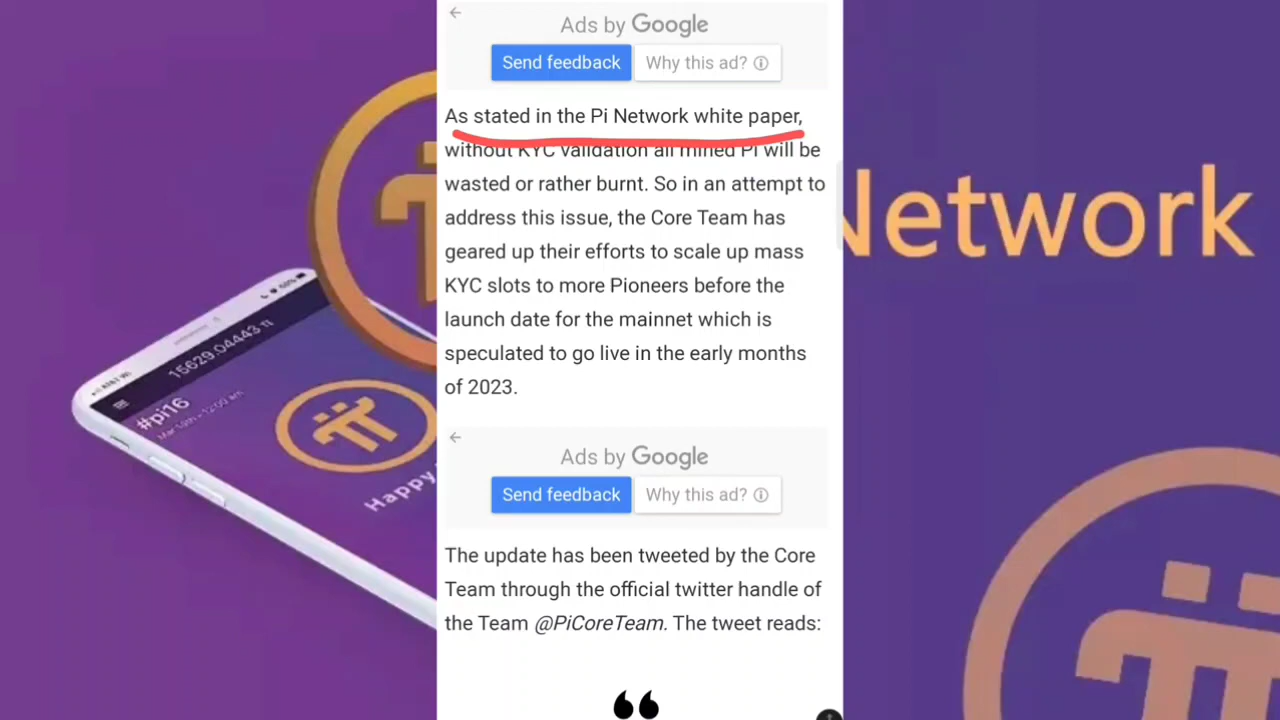 Ads by Google
Send feedback
Why this ad?
As stated in the Pi Network white paper,
without KYC validation all mined Pi will be
wasted or rather burnt. So in an attempt to
address this issue, the Core Team has
geared up their efforts to scale up mass
KYC slots to more Pioneers before the
launch date for the mainnet which is
speculated to go live in the early months
of 2023.
Ads by Google
Send feedback
Why this ad?
The update has been tweeted by the Core
Team through the official twitter handle of
the Team @PiCoreTeam. The tweet reads:
❝
15629.04443 π
#pi16
Happy
Network